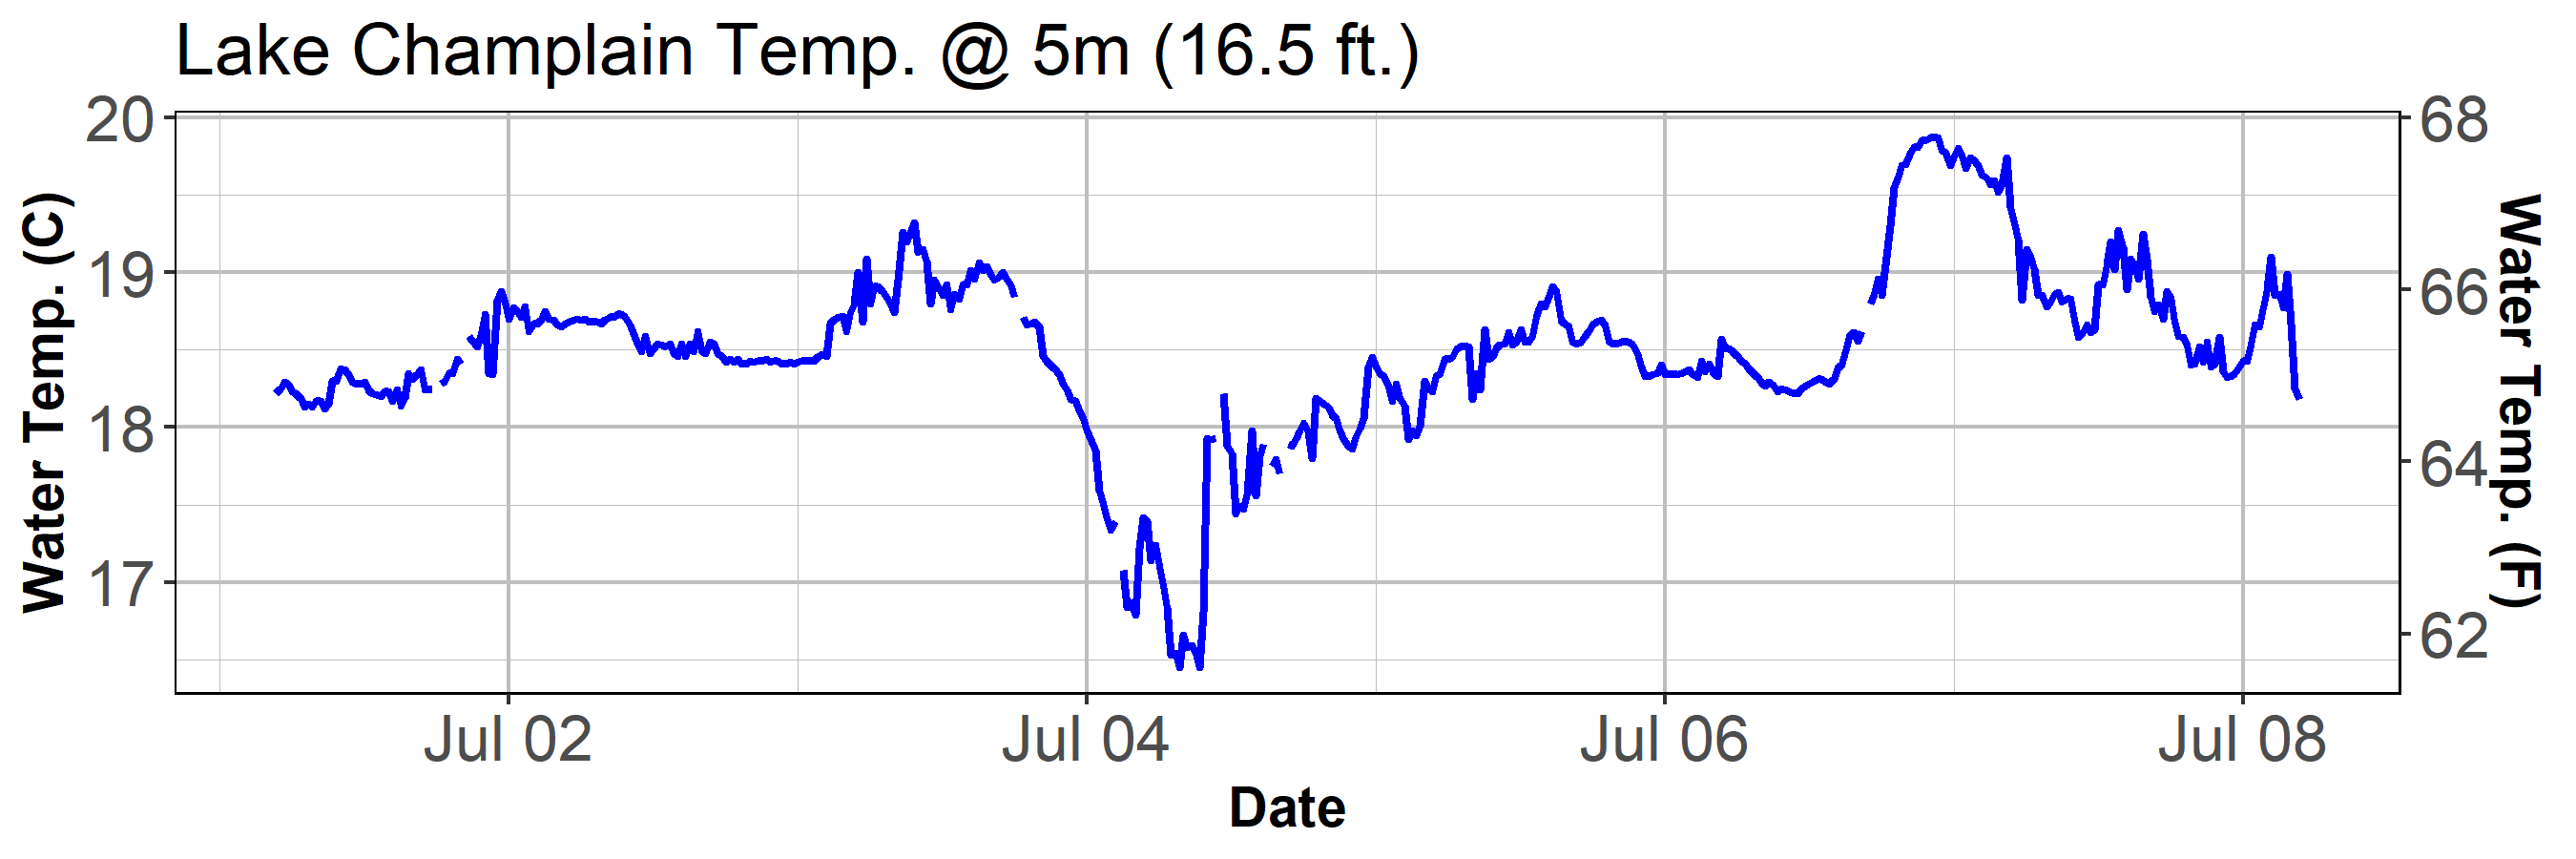 Lake Champlain Temp. @ 5m (16.5 ft.)
Water Temp. (C)
20
19
18
17
68
66
64
62
Water Temp. (F)
Jul 02
Jul 04
Jul 06
Jul 08
Date